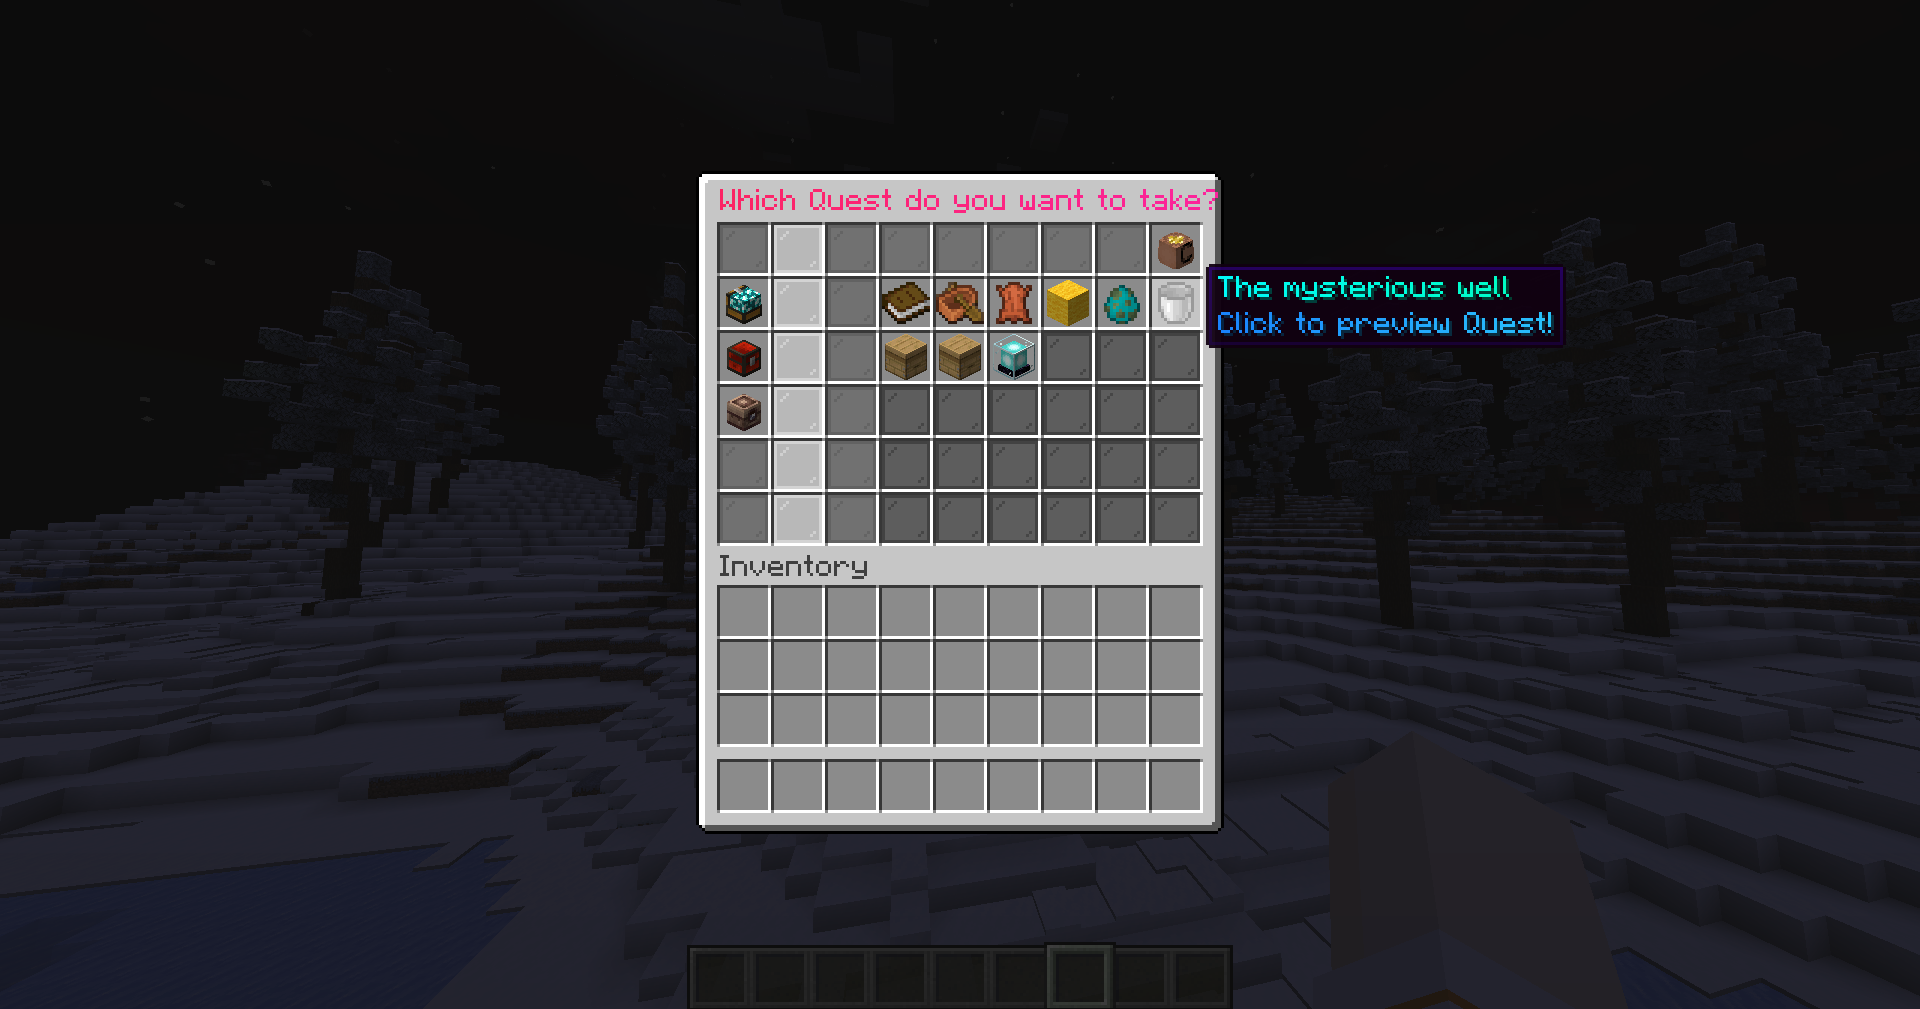 Which Quest do you want to take?
The mysterious well
Click to preview Quest!
Inventory